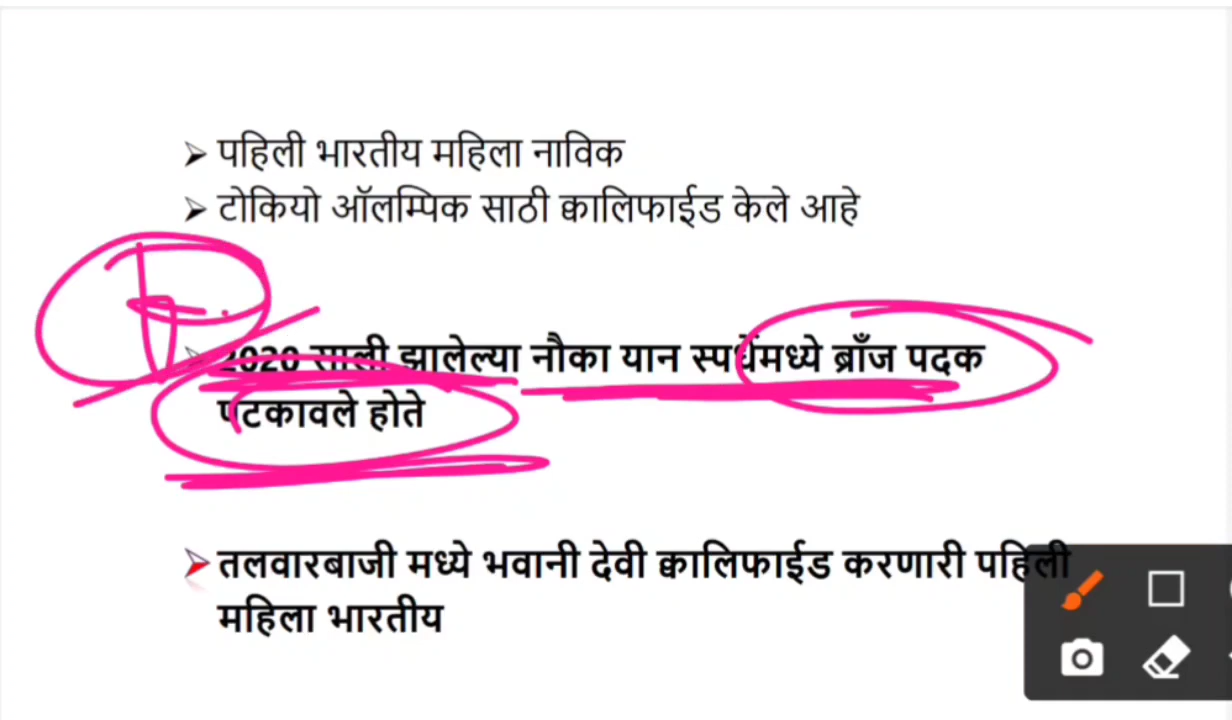 ➢ पहिली भारतीय महिला नाविक
➢ टोकियो ऑलम्पिक साठी क्वालिफाईड केले आहे
➢ 2020 साली झालेल्या नौका यान स्पर्धेमध्ये ब्राँज पदक
पटकावले होते
➢ तलवारबाजी मध्ये भवानी देवी क्वालिफाईड करणारी पहिली
महिला भारतीय